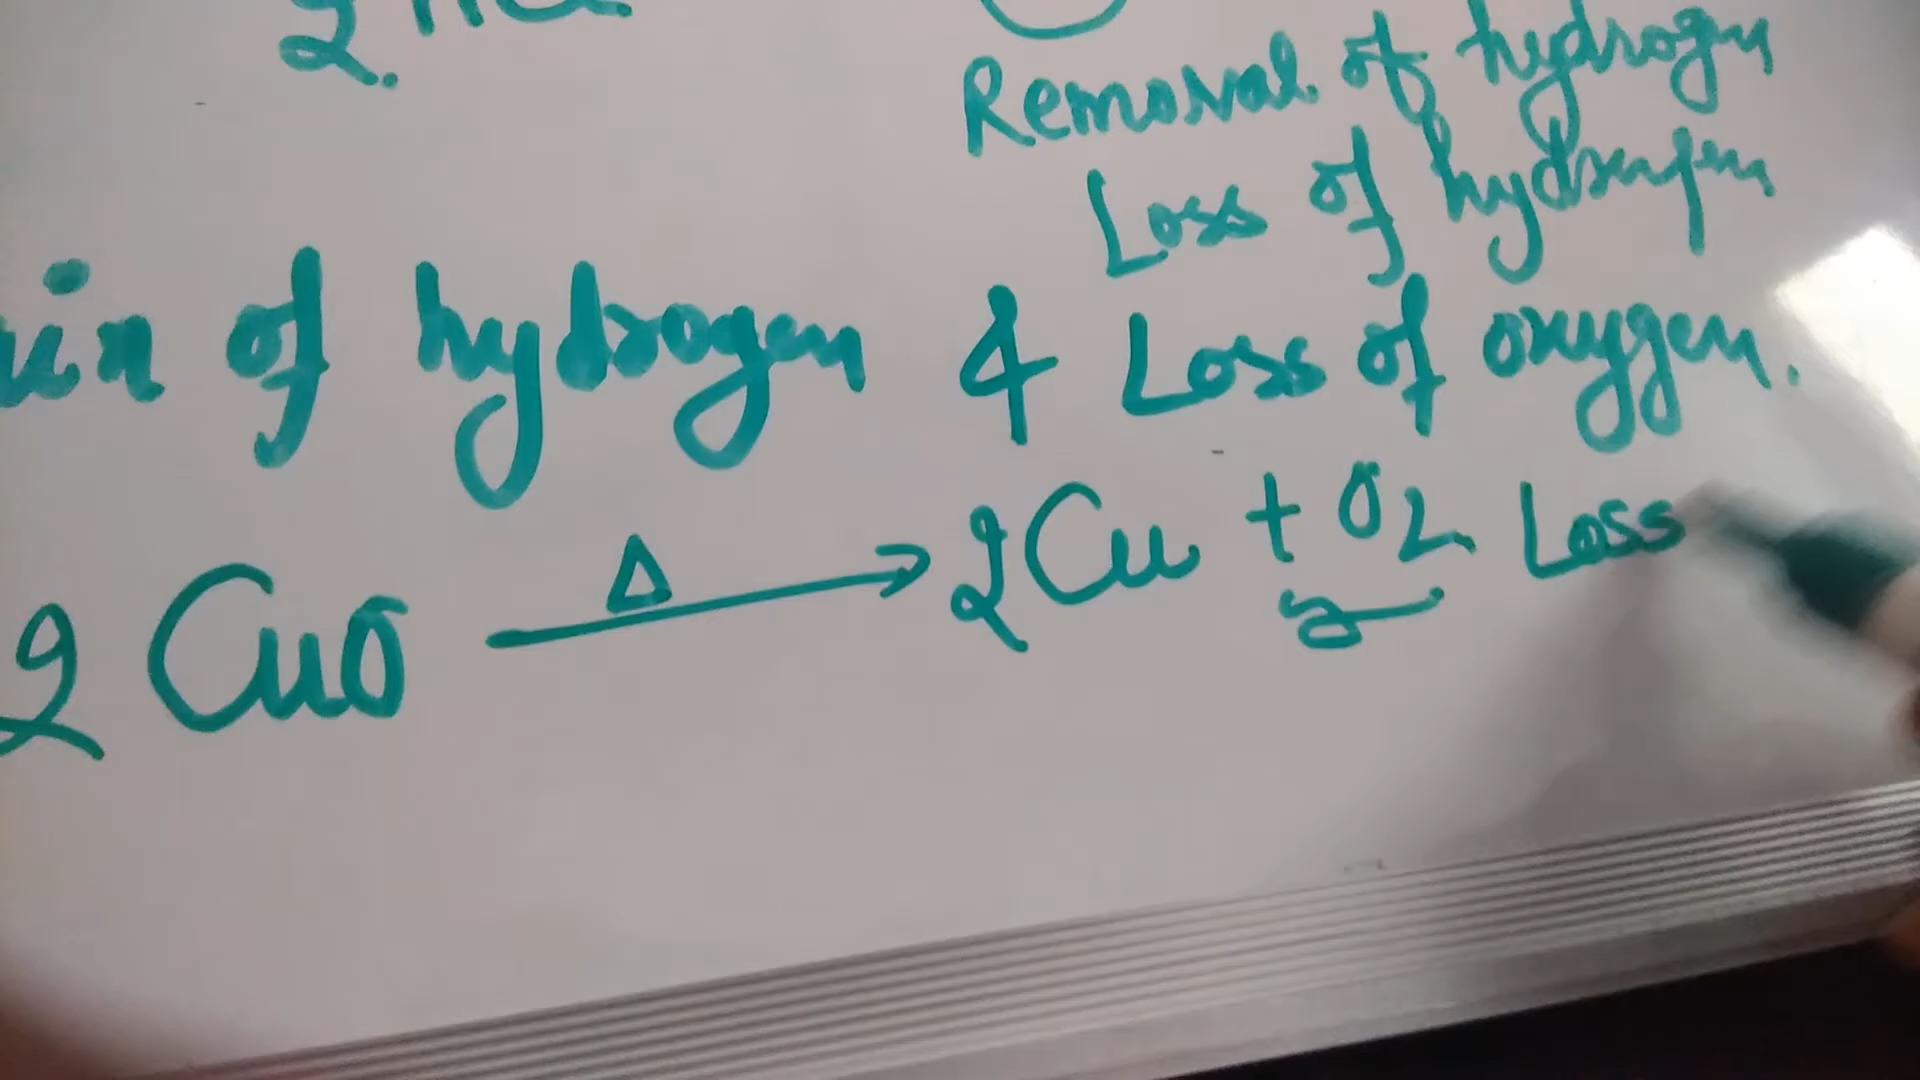 Removal of hydrogen
Loss of hydrogen
of hydrogen & Loss of oxygen.
2 CuO Δ → 2Cu + O2 Loss